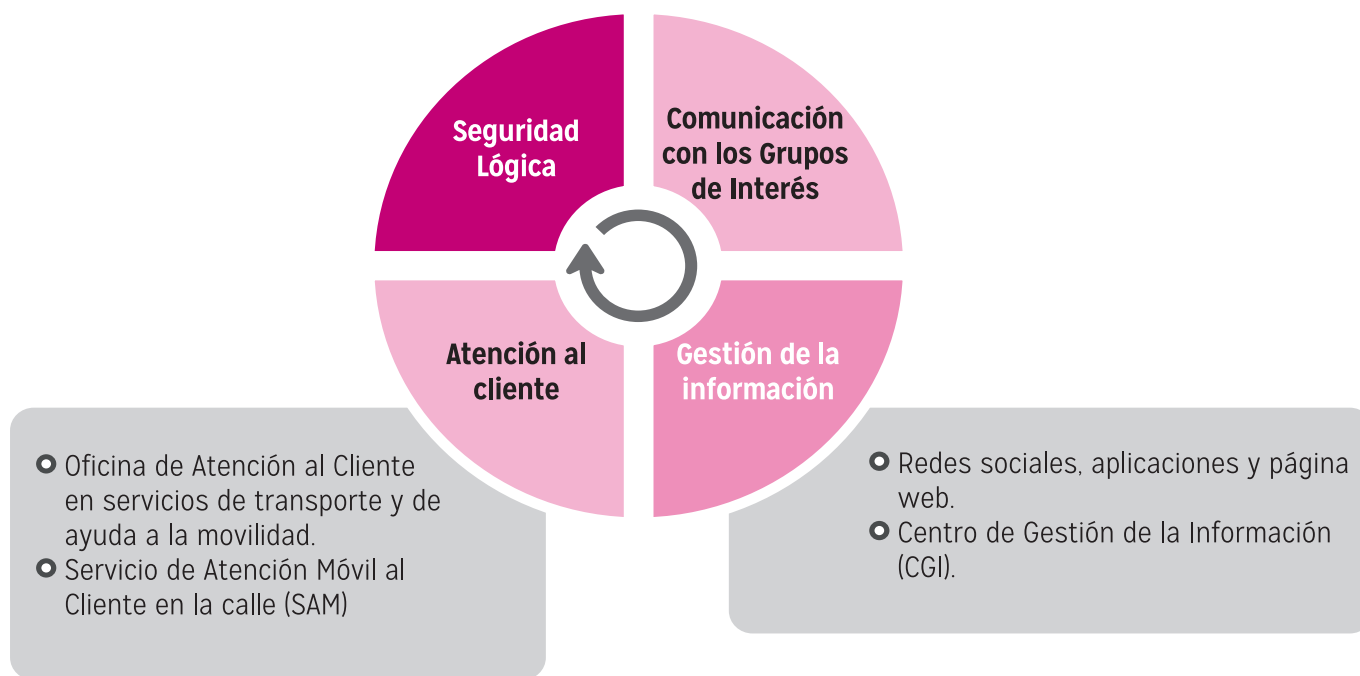 Seguridad
Lógica
Comunicación
con los Grupos
de Interés
Atención al
cliente
Gestión de la
información
Oficina de Atención al Cliente
en servicios de transporte y de
ayuda a la movilidad.
Servicio de Atención Móvil al
Cliente en la calle (SAM)
Redes sociales, aplicaciones y página
web.
Centro de Gestión de la Información
(CGI).